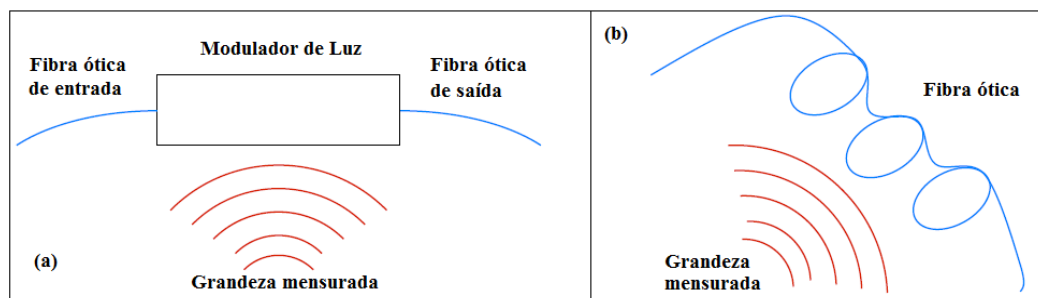 Modulador de Luz
Fibra ótica
de entrada
Fibra ótica
de saída
(a)
Grandeza mensurada
(b)
Fibra ótica
Grandeza
mensurada